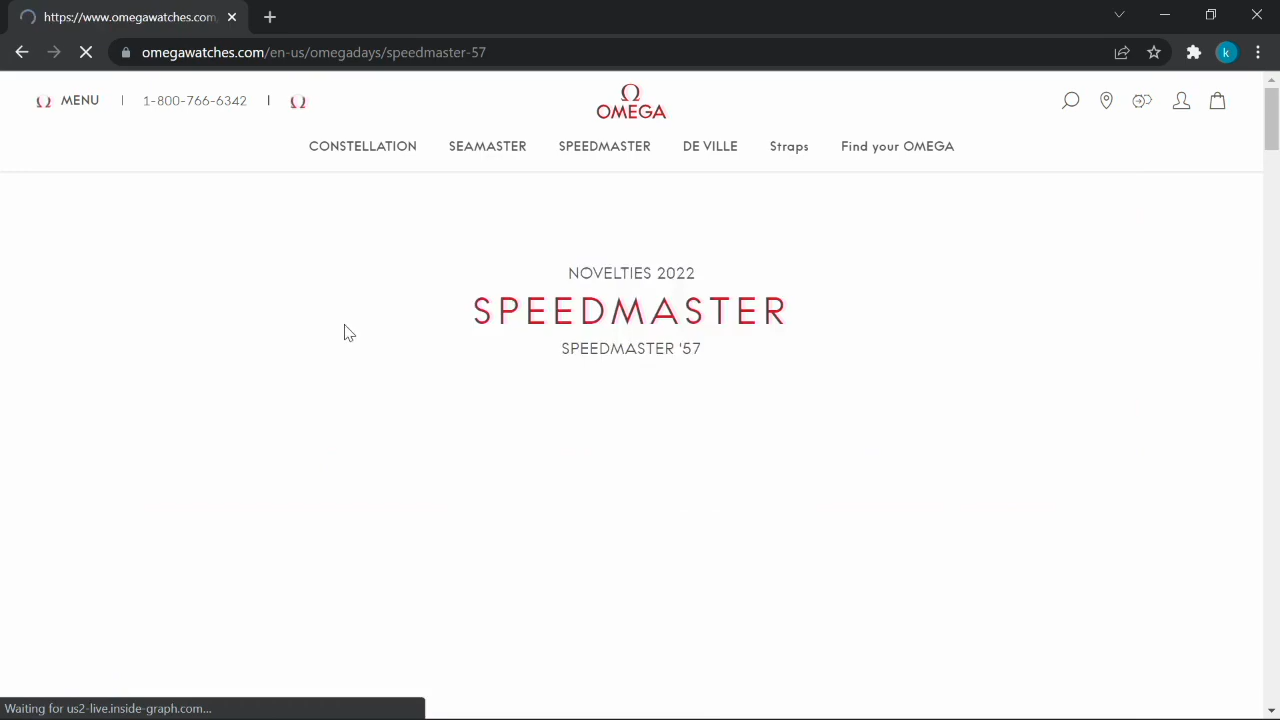 https://www.omegawatches.com
omegawatches.com/en-us/omegadays/speedmaster-57
k
MENU | 1-800-766-6342 |
OMEGA
CONSTELLATION SEAMASTER SPEEDMASTER DE VILLE Straps Find your OMEGA
NOVELTIES 2022
SPEEDMASTER
SPEEDMASTER '57
Waiting for us2-live.inside-graph.com...